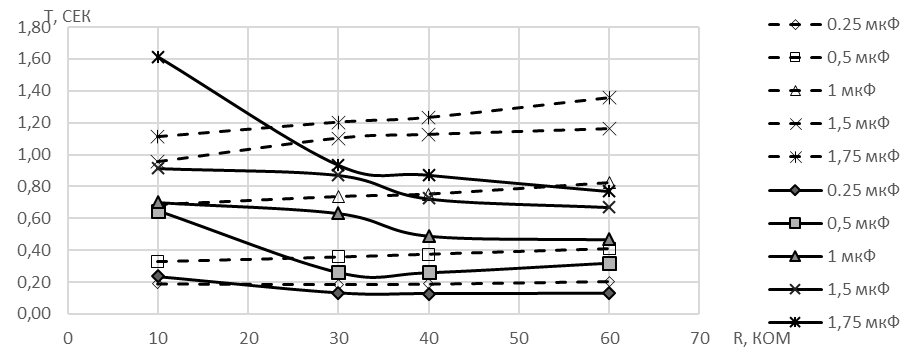 T, СЕК
1,80
1,60
1,40
1,20
1,00
0,80
0,60
0,40
0,20
0,00
0 10 20 30 40 50 60 70 R, КОМ
0.25 мкФ
0,5 мкФ
1 мкФ
1,5 мкФ
1,75 мкФ
0.25 мкФ
0,5 мкФ
1 мкФ
1,5 мкФ
1,75 мкФ